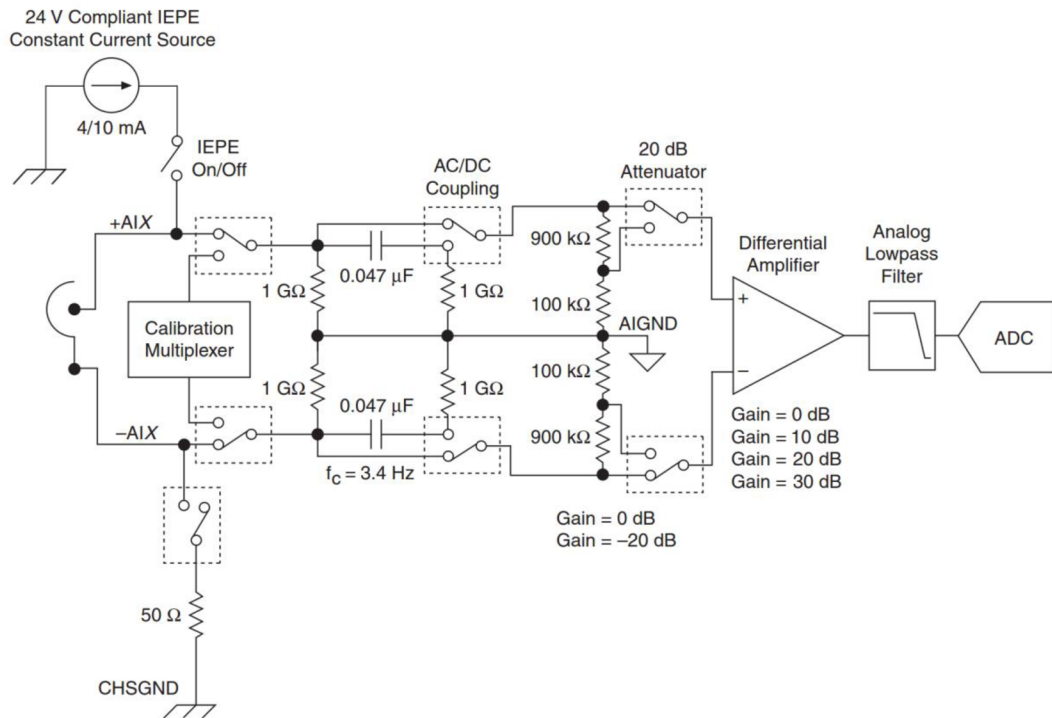 24 V Compliant IEPE
Constant Current Source
4/10 mA
IEPE
On/Off
+AIX
AC/DC
Coupling
20 dB
Attenuator
900 kΩ
0.047 µF
1 GΩ
1 GΩ
100 kΩ
Differential
Amplifier
Analog
Lowpass
Filter
+
Calibration
Multiplexer
AIGND
ADC
1 GΩ
0.047 µF
1 GΩ
100 kΩ
–
–AIX
900 kΩ
fC = 3.4 Hz
Gain = 0 dB
Gain = 10 dB
Gain = 20 dB
Gain = 30 dB
Gain = 0 dB
Gain = –20 dB
50 Ω
CHSGND